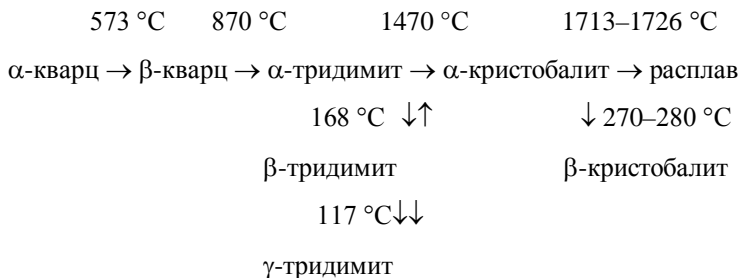 573 °C 870 °C 1470 °C 1713–1726 °C
α-кварц → β-кварц → α-тридимит → α-кристобалит → расплав
168 °C ↓↑ ↓ 270–280 °C
β-тридимит β-кристобалит
117 °C↓↓
γ-тридимит